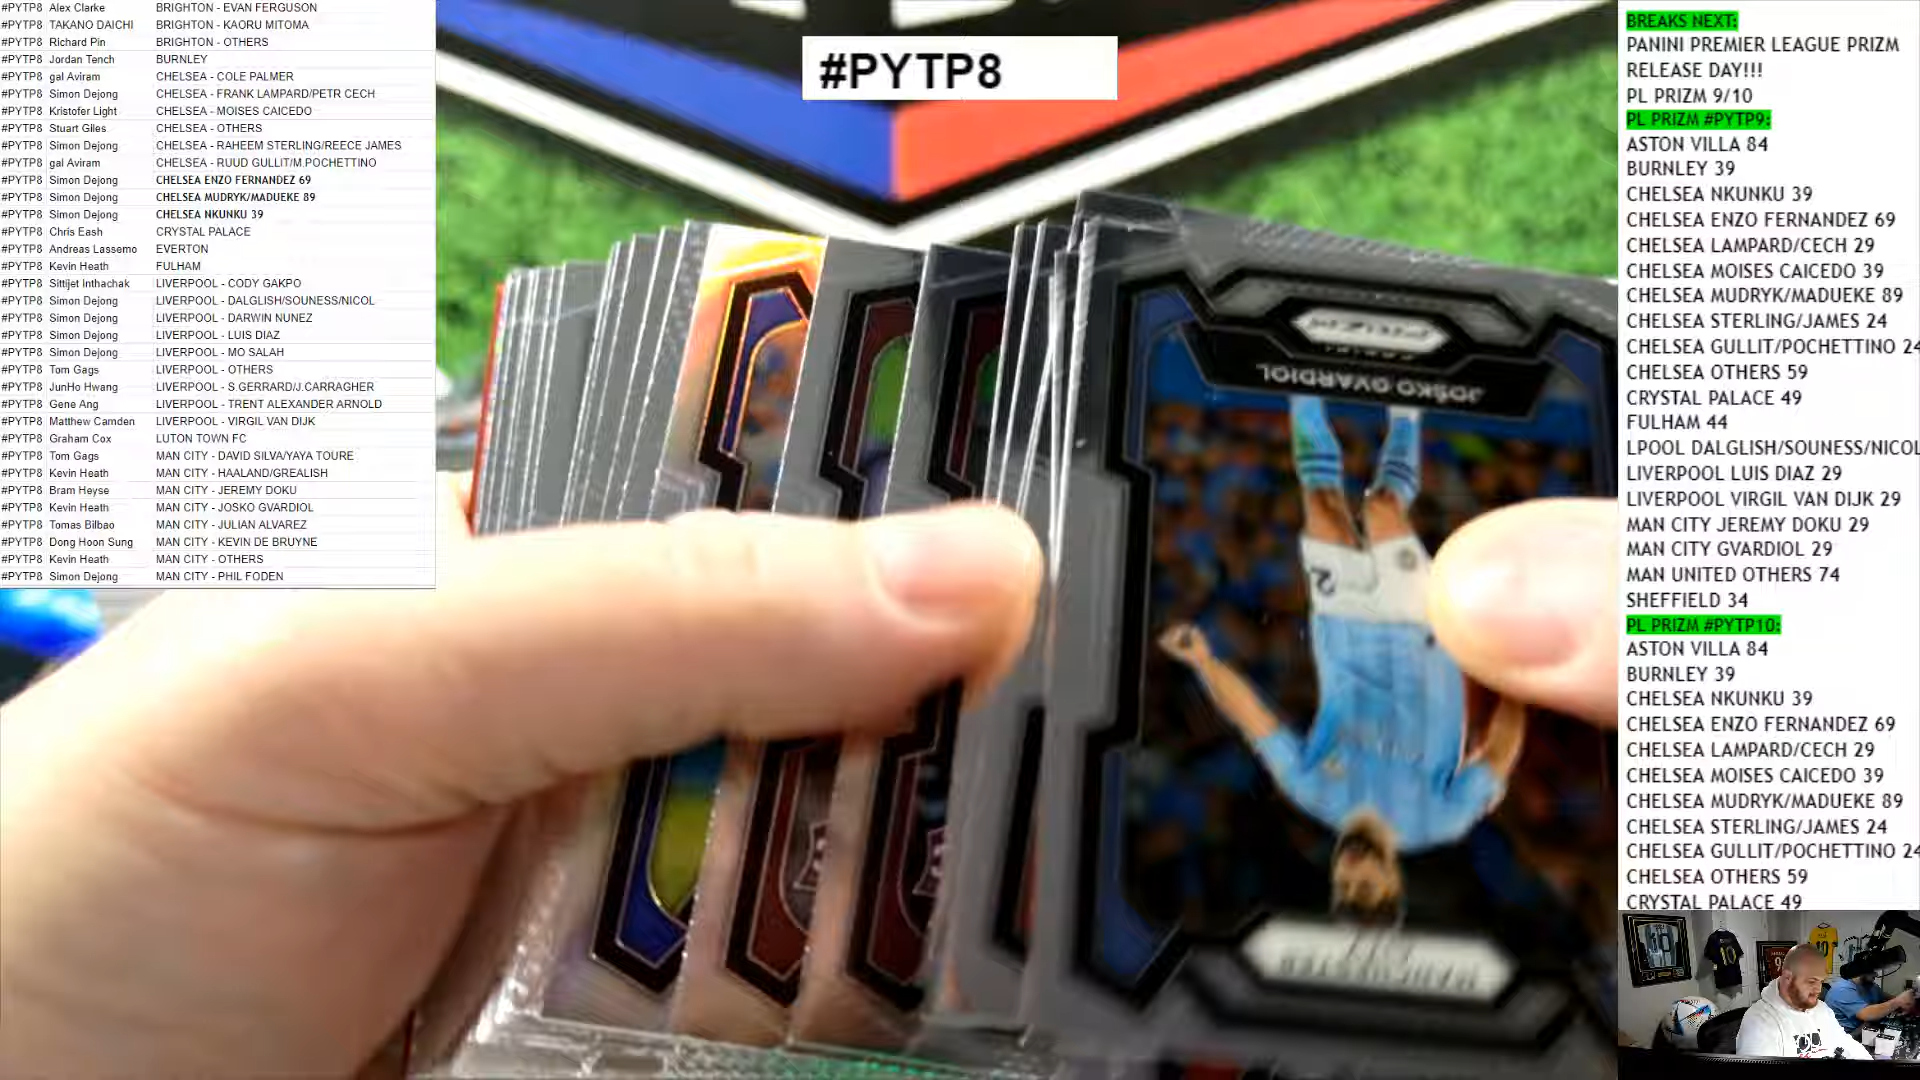 #PYTP8 Alex Clarke BRIGHTON - EVAN FERGUSON
#PYTP8 TAKANO DAICHI BRIGHTON - KAORU MITOMA
#PYTP8 Richard Pin BRIGHTON - OTHERS
#PYTP8 Jordan Tench BURNLEY
#PYTP8 gal Aviram CHELSEA - COLE PALMER
#PYTP8 Simon Dejong CHELSEA - FRANK LAMPARD/PETR CECH
#PYTP8 Kristofer Light CHELSEA - MOISES CAICEDO
#PYTP8 Stuart Giles CHELSEA - OTHERS
#PYTP8 Simon Dejong CHELSEA - RAHEEM STERLING/REECE JAMES
#PYTP8 gal Aviram CHELSEA - RUUD GULLIT/M.POCHETTINO
#PYTP8 Simon Dejong CHELSEA ENZO FERNANDEZ 69
#PYTP8 Simon Dejong CHELSEA MUDRYK/MADUEKE 89
#PYTP8 Simon Dejong CHELSEA NKUNKU 39
#PYTP8 Chris Eash CRYSTAL PALACE
#PYTP8 Andreas Lassemo EVERTON
#PYTP8 Kevin Heath FULHAM
#PYTP8 Sittijet Inthachak LIVERPOOL - CODY GAKPO
#PYTP8 Simon Dejong LIVERPOOL - DALGLISH/SOUNESS/NICOL
#PYTP8 Simon Dejong LIVERPOOL - DARWIN NUNEZ
#PYTP8 Simon Dejong LIVERPOOL - LUIS DIAZ
#PYTP8 Simon Dejong LIVERPOOL - MO SALAH
#PYTP8 Tom Gags LIVERPOOL - OTHERS
#PYTP8 JunHo Hwang LIVERPOOL - S.GERRARD/J.CARRAGHER
#PYTP8 Gene Ang LIVERPOOL - TRENT ALEXANDER ARNOLD
#PYTP8 Matthew Camden LIVERPOOL - VIRGIL VAN DIJK
#PYTP8 Graham Cox LUTON TOWN FC
#PYTP8 Tom Gags MAN CITY - DAVID SILVA/YAYA TOURE
#PYTP8 Kevin Heath MAN CITY - HAALAND/GREALISH
#PYTP8 Bram Heyse MAN CITY - JEREMY DOKU
#PYTP8 Kevin Heath MAN CITY - JOSKO GVARDIOL
#PYTP8 Tomas Bilbao MAN CITY - JULIAN ALVAREZ
#PYTP8 Dong Hoon Sung MAN CITY - KEVIN DE BRUYNE
#PYTP8 Kevin Heath MAN CITY - OTHERS
#PYTP8 Simon Dejong MAN CITY - PHIL FODEN
#PYTP8
PRIZM
PANINI
JOŠKO GVARDIOL
2
MANCHESTER
CITY
BREAKS NEXT:
PANINI PREMIER LEAGUE PRIZM
RELEASE DAY!!!
PL PRIZM 9/10
PL PRIZM #PYTP9:
ASTON VILLA 84
BURNLEY 39
CHELSEA NKUNKU 39
CHELSEA ENZO FERNANDEZ 69
CHELSEA LAMPARD/CECH 29
CHELSEA MOISES CAICEDO 39
CHELSEA MUDRYK/MADUEKE 89
CHELSEA STERLING/JAMES 24
CHELSEA GULLIT/POCHETTINO 24
CHELSEA OTHERS 59
CRYSTAL PALACE 49
FULHAM 44
LPOOL DALGLISH/SOUNESS/NICOL
LIVERPOOL LUIS DIAZ 29
LIVERPOOL VIRGIL VAN DIJK 29
MAN CITY JEREMY DOKU 29
MAN CITY GVARDIOL 29
MAN UNITED OTHERS 74
SHEFFIELD 34
PL PRIZM #PYTP10:
ASTON VILLA 84
BURNLEY 39
CHELSEA NKUNKU 39
CHELSEA ENZO FERNANDEZ 69
CHELSEA LAMPARD/CECH 29
CHELSEA MOISES CAICEDO 39
CHELSEA MUDRYK/MADUEKE 89
CHELSEA STERLING/JAMES 24
CHELSEA GULLIT/POCHETTINO 24
CHELSEA OTHERS 59
CRYSTAL PALACE 49